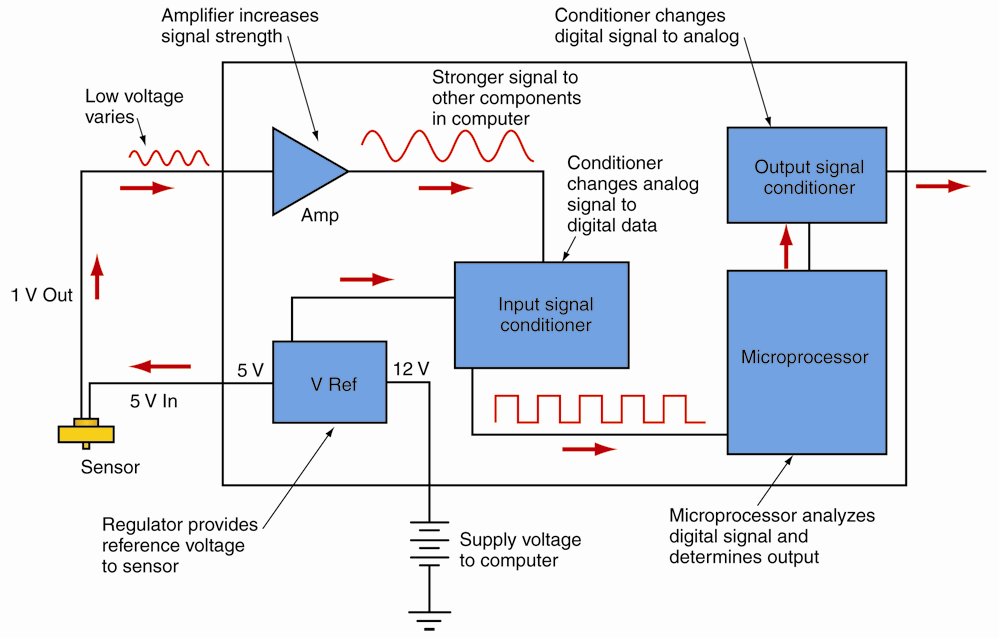 Amplifier increases
signal strength
Conditioner changes
digital signal to analog
Low voltage
varies
Stronger signal to
other components
in computer
Amp
Conditioner
changes analog
signal to
digital data
Output signal
conditioner
1 V Out
Input signal
conditioner
Microprocessor
5 V
V Ref
12 V
5 V In
Sensor
Regulator provides
reference voltage
to sensor
Supply voltage
to computer
Microprocessor analyzes
digital signal and
determines output